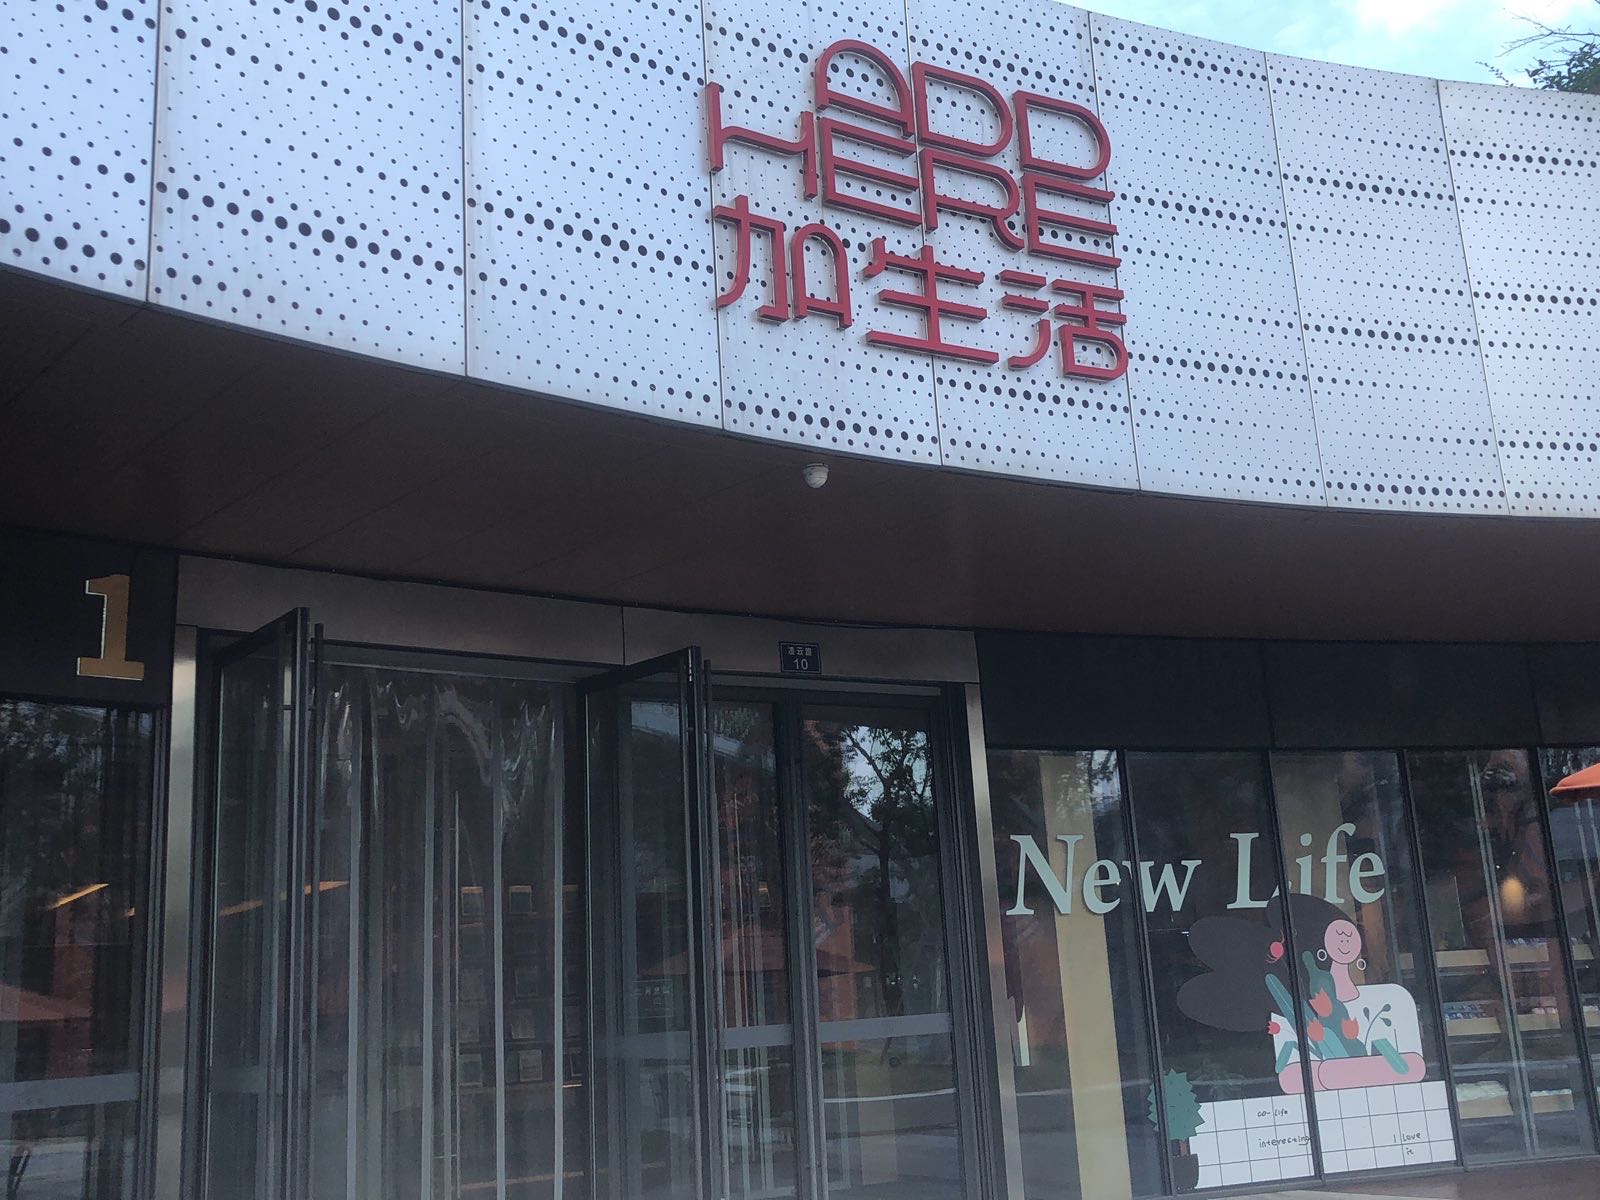 ADD
HERE
加生活
1
凌云路
10
New Life
co-life
interesting
I Love
it